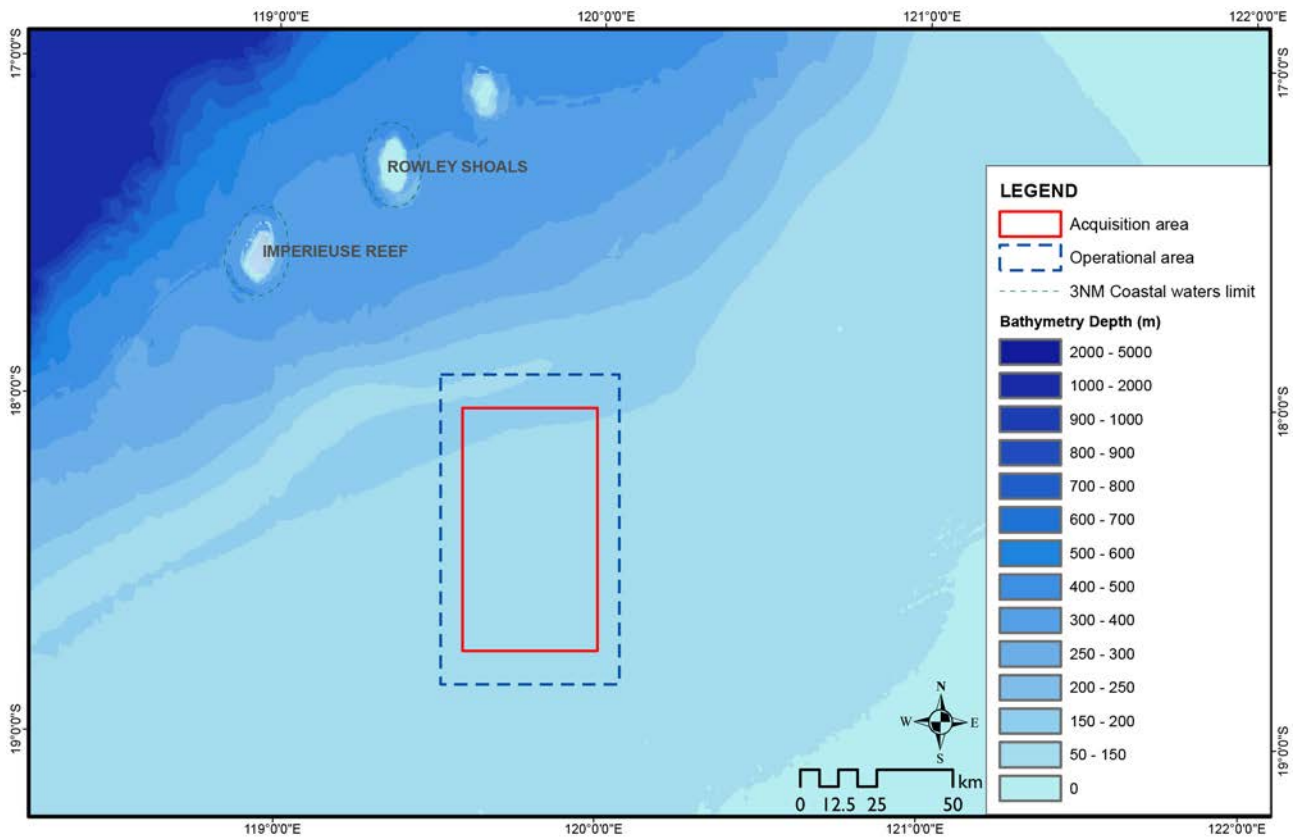 119°0'0"E
120°0'0"E
121°0'0"E
122°0'0"E
17°0'0"S
17°0'0"S
ROWLEY SHOALS
IMPERIEUSE REEF
LEGEND
Acquisition area
Operational area
3NM Coastal waters limit
Bathymetry Depth (m)
2000 - 5000
1000 - 2000
900 - 1000
800 - 900
700 - 800
600 - 700
500 - 600
400 - 500
300 - 400
250 - 300
200 - 250
150 - 200
50 - 150
0
18°0'0"S
18°0'0"S
19°0'0"S
19°0'0"S
N
W
E
S
km
0 12.5 25 50
119°0'0"E
120°0'0"E
121°0'0"E
122°0'0"E